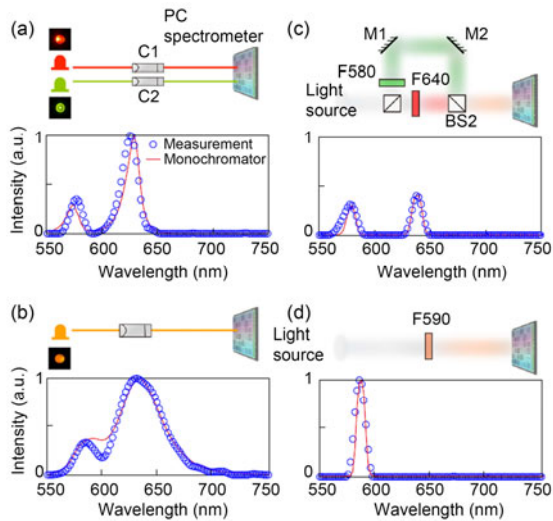 (a)
PC
spectrometer
C1
C2
Intensity (a.u.)
1
0
Measurement
Monochromator
550 600 650 700 750
Wavelength (nm)
(c)
M1
M2
F580
F640
Light
source
BS2
Intensity (a.u.)
1
0
550 600 650 700 750
Wavelength (nm)
(b)
Intensity (a.u.)
1
0
550 600 650 700 750
Wavelength (nm)
(d)
F590
Light
source
Intensity (a.u.)
1
0
550 600 650 700 750
Wavelength (nm)